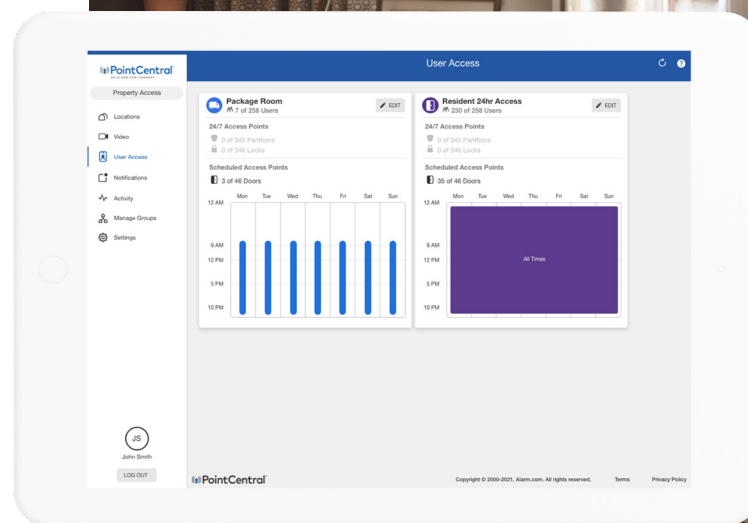 PointCentral
AN ALARM.COM COMPANY
User Access
Property Access
Locations
Video
User Access
Notifications
Activity
Manage Groups
Settings
JS
John Smith
LOG OUT
Package Room
7 of 258 Users
EDIT
24/7 Access Points
0 of 345 Partitions
0 of 346 Locks
Scheduled Access Points
3 of 46 Doors
Mon Tue Wed Thu Fri Sat Sun
12 AM
9 AM
12 PM
5 PM
10 PM
Resident 24hr Access
230 of 258 Users
EDIT
24/7 Access Points
0 of 345 Partitions
0 of 346 Locks
Scheduled Access Points
35 of 46 Doors
Mon Tue Wed Thu Fri Sat Sun
12 AM
9 AM
12 PM
5 PM
10 PM
All Times
PointCentral
Copyright © 2000-2021, Alarm.com. All rights reserved. Terms Privacy Policy